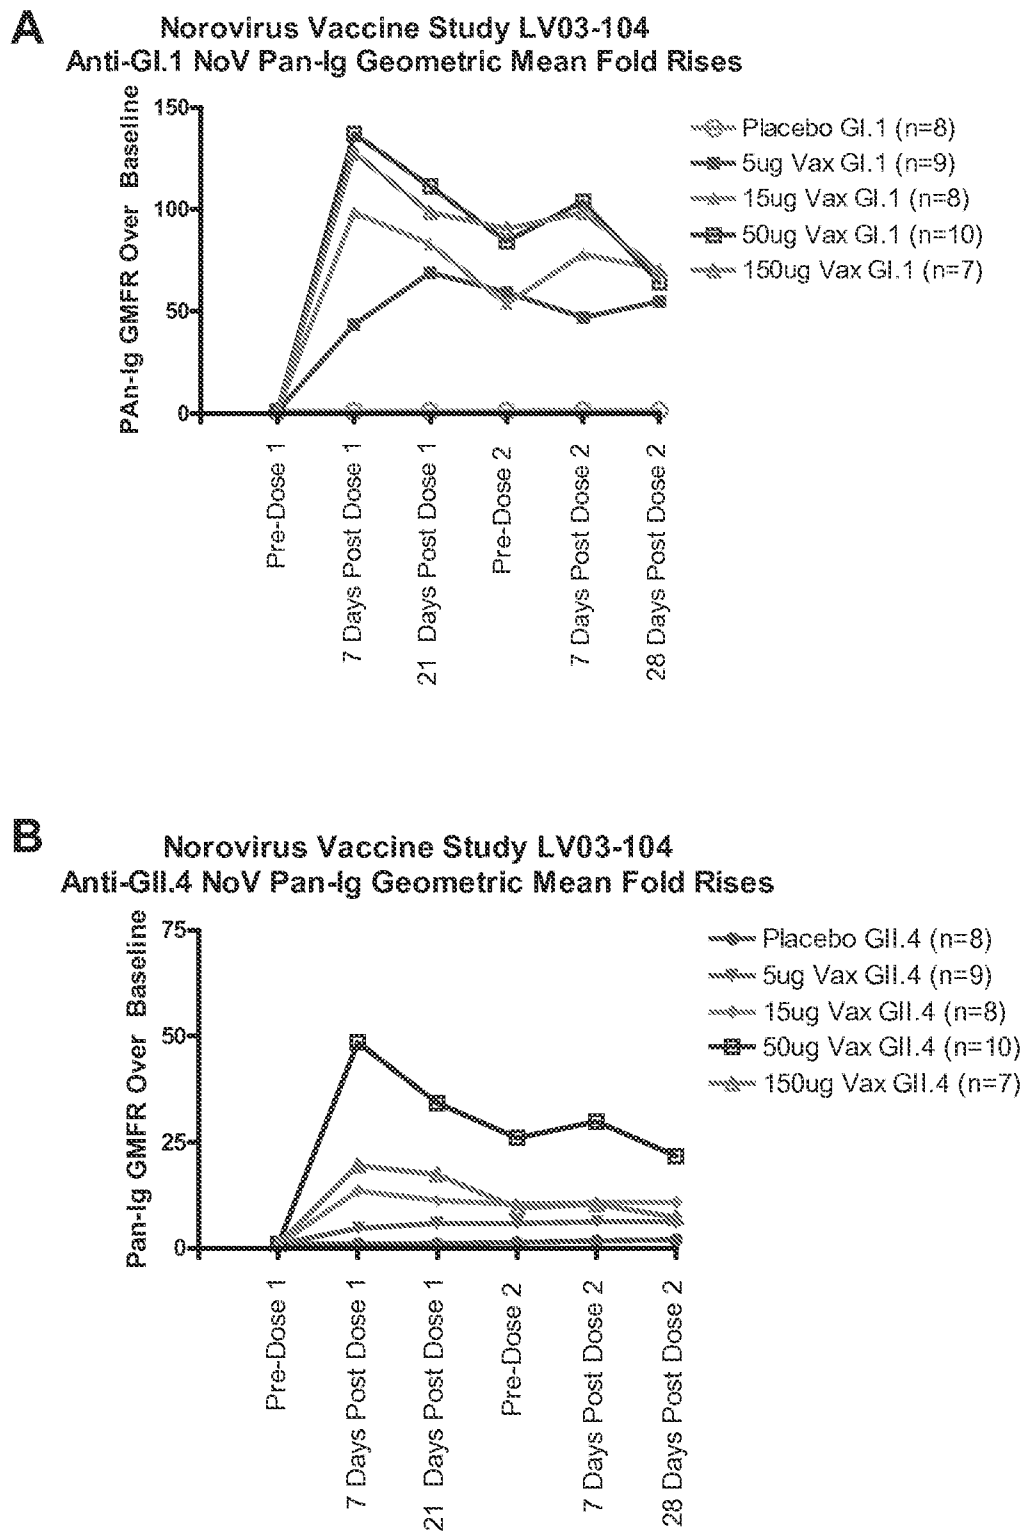 A
Norovirus Vaccine Study LV03-104
Anti-GI.1 NoV Pan-Ig Geometric Mean Fold Rises
PAn-Ig GMFR Over Baseline
150
100
50
0
Placebo GI.1 (n=8)
5ug Vax GI.1 (n=9)
15ug Vax GI.1 (n=8)
50ug Vax GI.1 (n=10)
150ug Vax GI.1 (n=7)
Pre-Dose 1
7 Days Post Dose 1
21 Days Post Dose 1
Pre-Dose 2
7 Days Post Dose 2
28 Days Post Dose 2
B
Norovirus Vaccine Study LV03-104
Anti-GII.4 NoV Pan-Ig Geometric Mean Fold Rises
Pan-Ig GMFR Over Baseline
75
50
25
0
Placebo GII.4 (n=8)
5ug Vax GII.4 (n=9)
15ug Vax GII.4 (n=8)
50ug Vax GII.4 (n=10)
150ug Vax GII.4 (n=7)
Pre-Dose 1
7 Days Post Dose 1
21 Days Post Dose 1
Pre-Dose 2
7 Days Post Dose 2
28 Days Post Dose 2